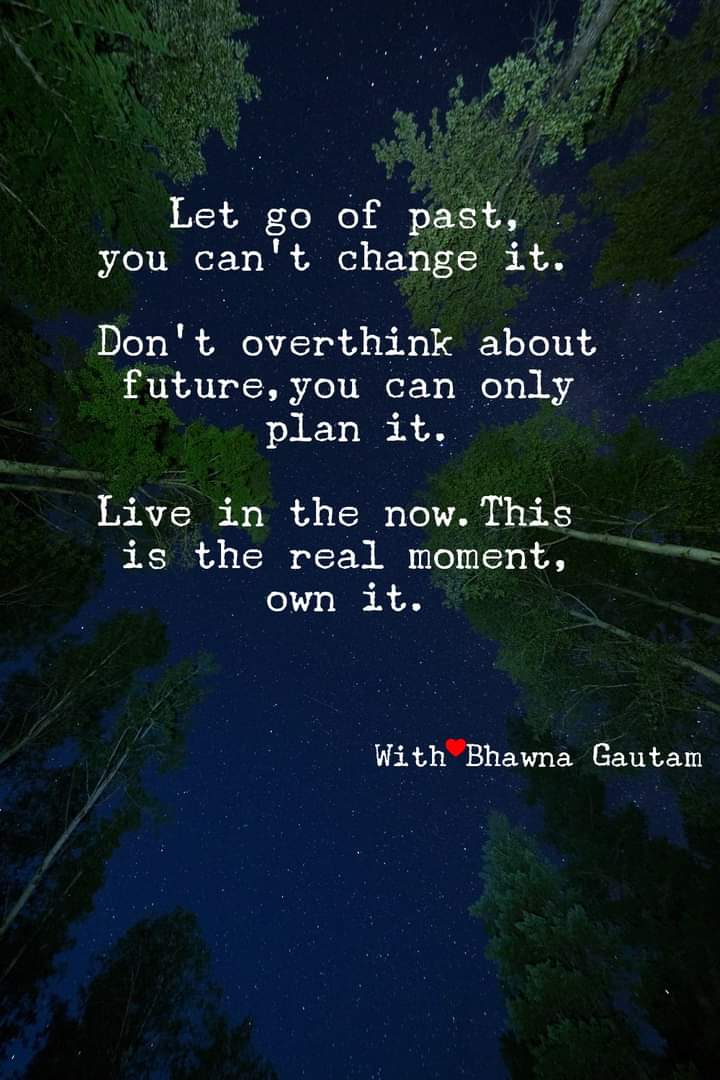 Let go of past,
you can't change it.
Don't overthink about
future,you can only
plan it.
Live in the now.This
is the real moment,
own it.
With❤Bhawna Gautam